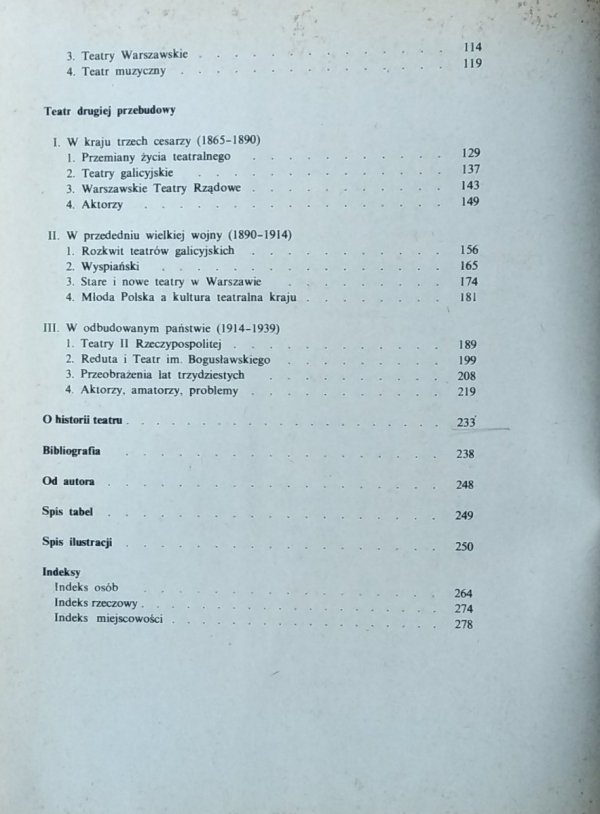 3. Teatry Warszawskie . . . . . . . . . . . . 114
4. Teatr muzyczny . . . . . . . . . . . . . 119
Teatr drugiej przebudowy
I. W kraju trzech cesarzy (1865-1890)
1. Przemiany życia teatralnego . . . . . . . . . 129
2. Teatry galicyjskie . . . . . . . . . . . . 137
3. Warszawskie Teatry Rządowe . . . . . . . . . 143
4. Aktorzy . . . . . . . . . . . . . . . 149
II. W przededniu wielkiej wojny (1890-1914)
1. Rozkwit teatrów galicyjskich . . . . . . . . . 156
2. Wyspiański . . . . . . . . . . . . . . 165
3. Stare i nowe teatry w Warszawie . . . . . . . 174
4. Młoda Polska a kultura teatralna kraju . . . . . . 181
III. W odbudowanym państwie (1914-1939)
1. Teatry II Rzeczypospolitej . . . . . . . . . . 189
2. Reduta i Teatr im. Bogusławskiego . . . . . . . 199
3. Przeobrażenia lat trzydziestych . . . . . . . . 208
4. Aktorzy, amatorzy, problemy . . . . . . . . . 219
O historii teatru . . . . . . . . . . . . . . . 233
Bibliografia . . . . . . . . . . . . . . . 238
Od autora . . . . . . . . . . . . . . . . 248
Spis tabel . . . . . . . . . . . . . . . . 249
Spis ilustracji . . . . . . . . . . . . . . . 250
Indeksy
Indeks osób . . . . . . . . . . . . . . 264
Indeks rzeczowy . . . . . . . . . . . . . . 274
Indeks miejscowości . . . . . . . . . . . . . 278